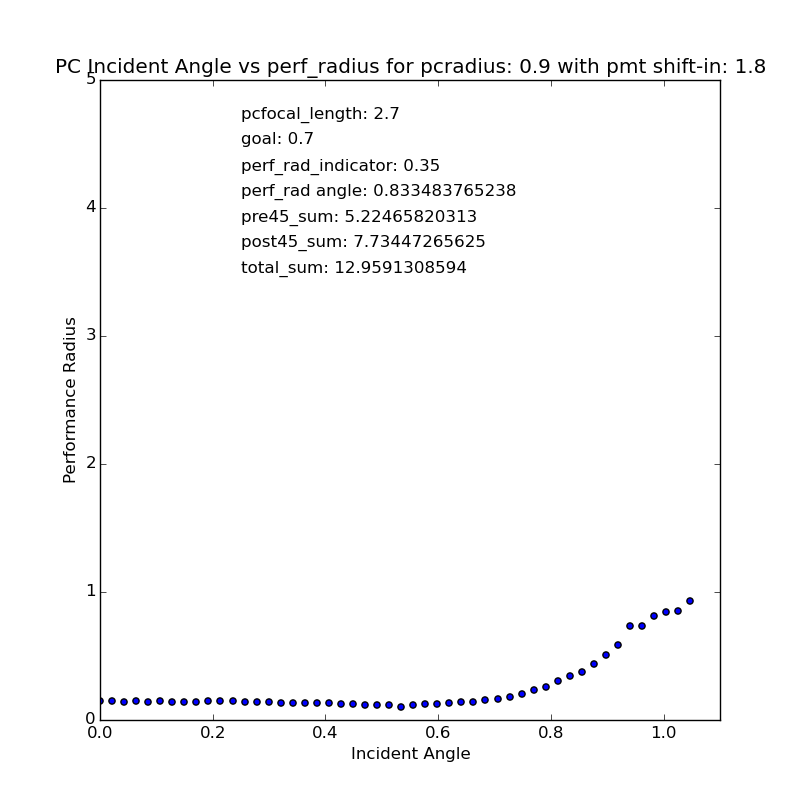 PC Incident Angle vs perf_radius for pcradius: 0.9 with pmt shift-in: 1.8
5
pcfocal_length: 2.7
goal: 0.7
perf_rad_indicator: 0.35
perf_rad angle: 0.833483765238
4
pre45_sum: 5.22465820313
post45_sum: 7.73447265625
total_sum: 12.9591308594
3
Performance Radius
2
1
0
0.0 0.2 0.4 0.6 0.8 1.0
Incident Angle